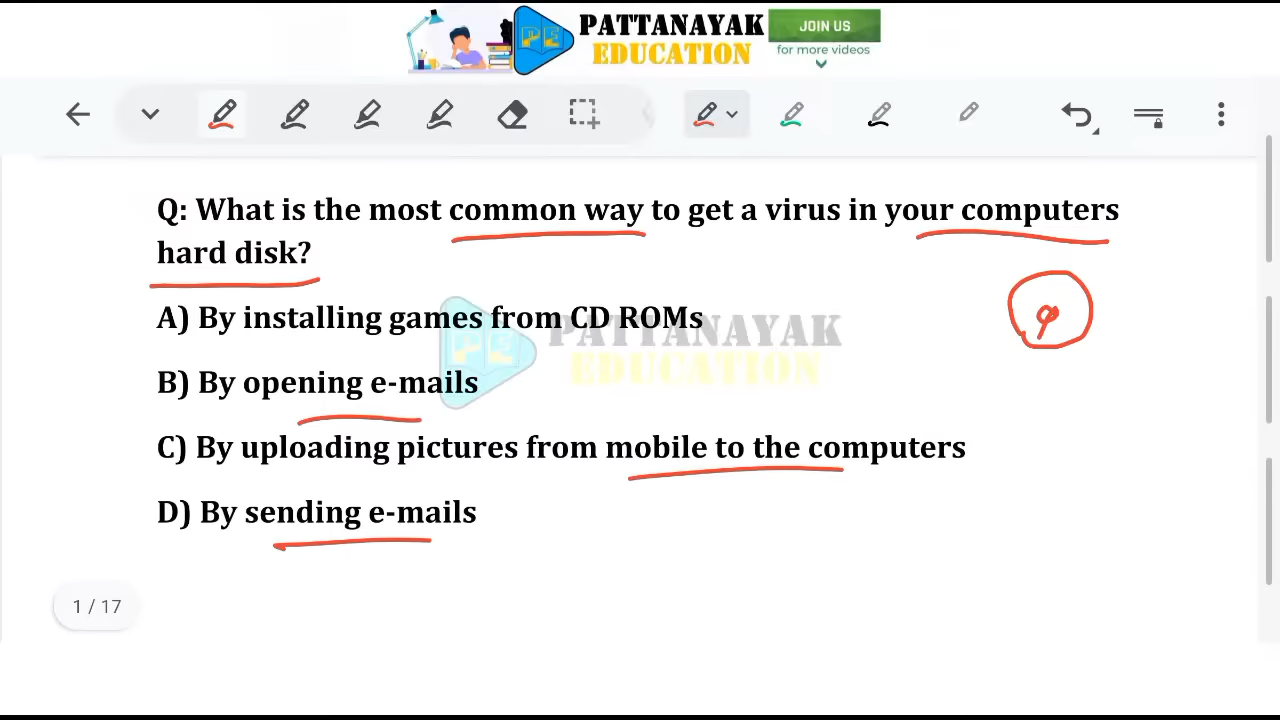 PATTANAYAK
EDUCATION
JOIN US
for more videos
Q: What is the most common way to get a virus in your computers
hard disk?
A) By installing games from CD ROMs
B) By opening e-mails
C) By uploading pictures from mobile to the computers
D) By sending e-mails
PATTANAYAK
EDUCATION
1 / 17